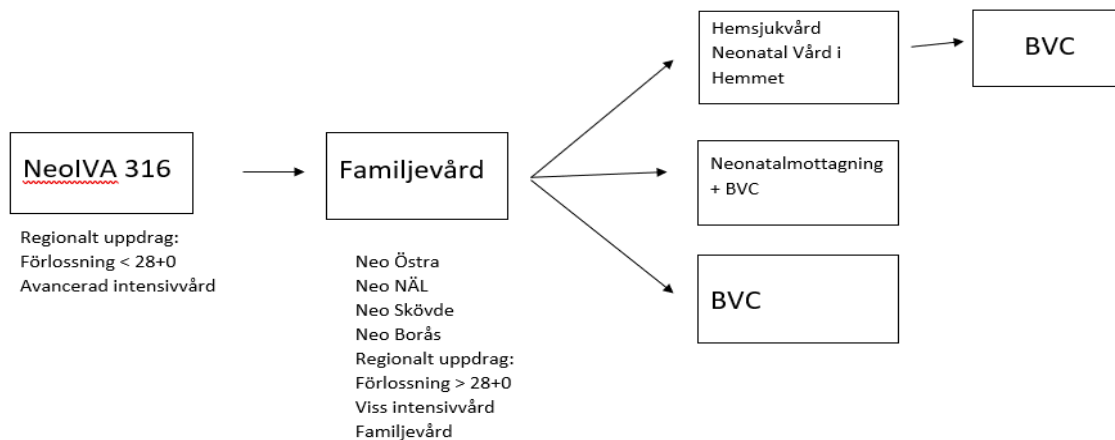 NeoIVA 316
Regionalt uppdrag:
Förlossning < 28+0
Avancerad intensivvård
Familjevård
Neo Östra
Neo NÄL
Neo Skövde
Neo Borås
Regionalt uppdrag:
Förlossning > 28+0
Viss intensivvård
Familjevård
Hemsjukvård
Neonatal Vård i
Hemmet
BVC
Neonatalmottagning
+ BVC
BVC